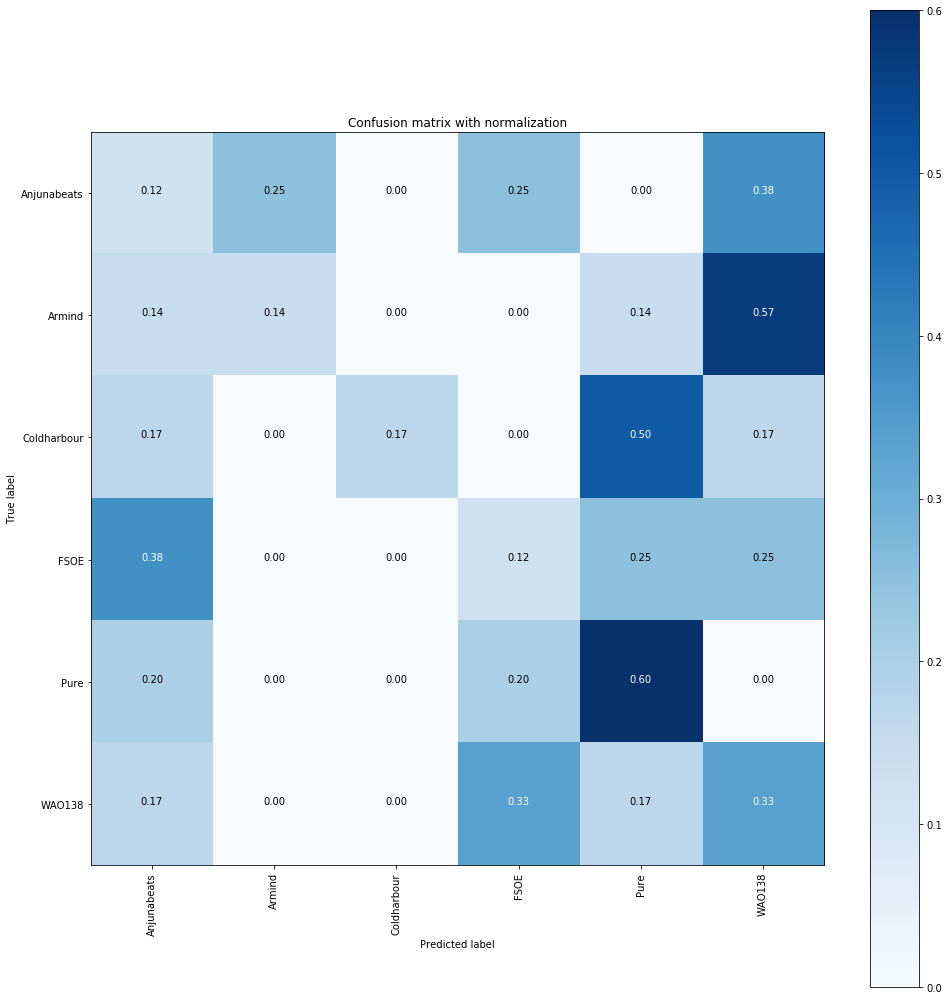 Confusion matrix with normalization
True label
Anjunabeats 0.12 0.25 0.00 0.25 0.00 0.38
Armind 0.14 0.14 0.00 0.00 0.14 0.57
Coldharbour 0.17 0.00 0.17 0.00 0.50 0.17
FSOE 0.38 0.00 0.00 0.12 0.25 0.25
Pure 0.20 0.00 0.00 0.20 0.60 0.00
WAO138 0.17 0.00 0.00 0.33 0.17 0.33
Anjunabeats Armind Coldharbour FSOE Pure WAO138
Predicted label
0.6
0.5
0.4
0.3
0.2
0.1
0.0